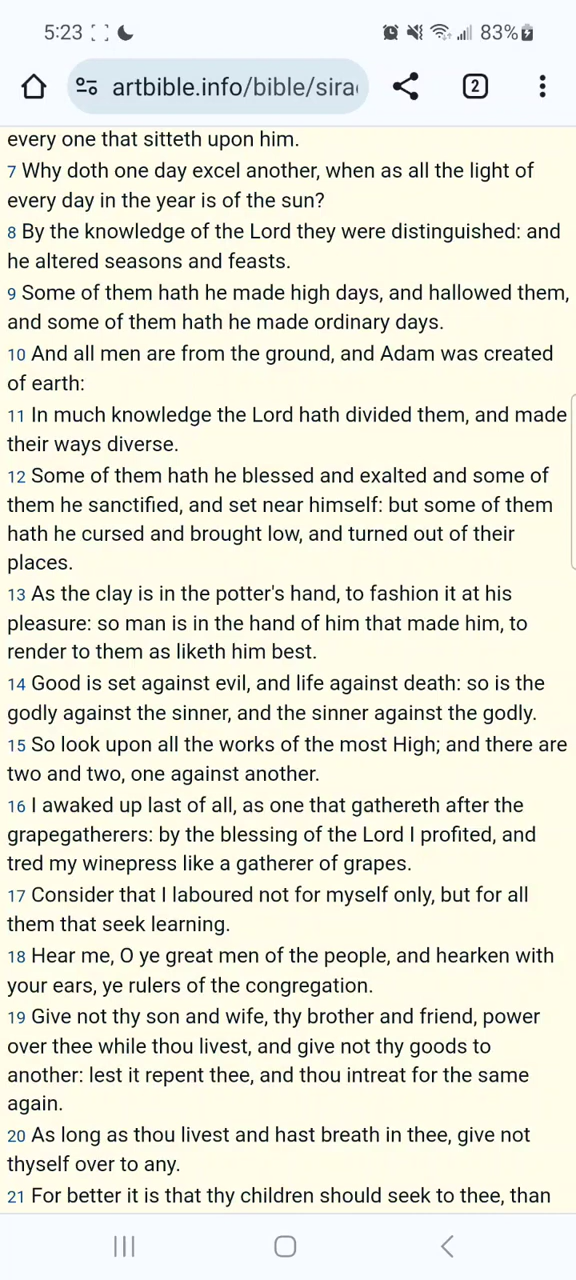 5:23
83%
artbible.info/bible/sira
2
every one that sitteth upon him.
7 Why doth one day excel another, when as all the light of
every day in the year is of the sun?
8 By the knowledge of the Lord they were distinguished: and
he altered seasons and feasts.
9 Some of them hath he made high days, and hallowed them,
and some of them hath he made ordinary days.
10 And all men are from the ground, and Adam was created
of earth:
11 In much knowledge the Lord hath divided them, and made
their ways diverse.
12 Some of them hath he blessed and exalted and some of
them he sanctified, and set near himself: but some of them
hath he cursed and brought low, and turned out of their
places.
13 As the clay is in the potter's hand, to fashion it at his
pleasure: so man is in the hand of him that made him, to
render to them as liketh him best.
14 Good is set against evil, and life against death: so is the
godly against the sinner, and the sinner against the godly.
15 So look upon all the works of the most High; and there are
two and two, one against another.
16 I awaked up last of all, as one that gathereth after the
grapegatherers: by the blessing of the Lord I profited, and
tred my winepress like a gatherer of grapes.
17 Consider that I laboured not for myself only, but for all
them that seek learning.
18 Hear me, O ye great men of the people, and hearken with
your ears, ye rulers of the congregation.
19 Give not thy son and wife, thy brother and friend, power
over thee while thou livest, and give not thy goods to
another: lest it repent thee, and thou intreat for the same
again.
20 As long as thou livest and hast breath in thee, give not
thyself over to any.
21 For better it is that thy children should seek to thee, than